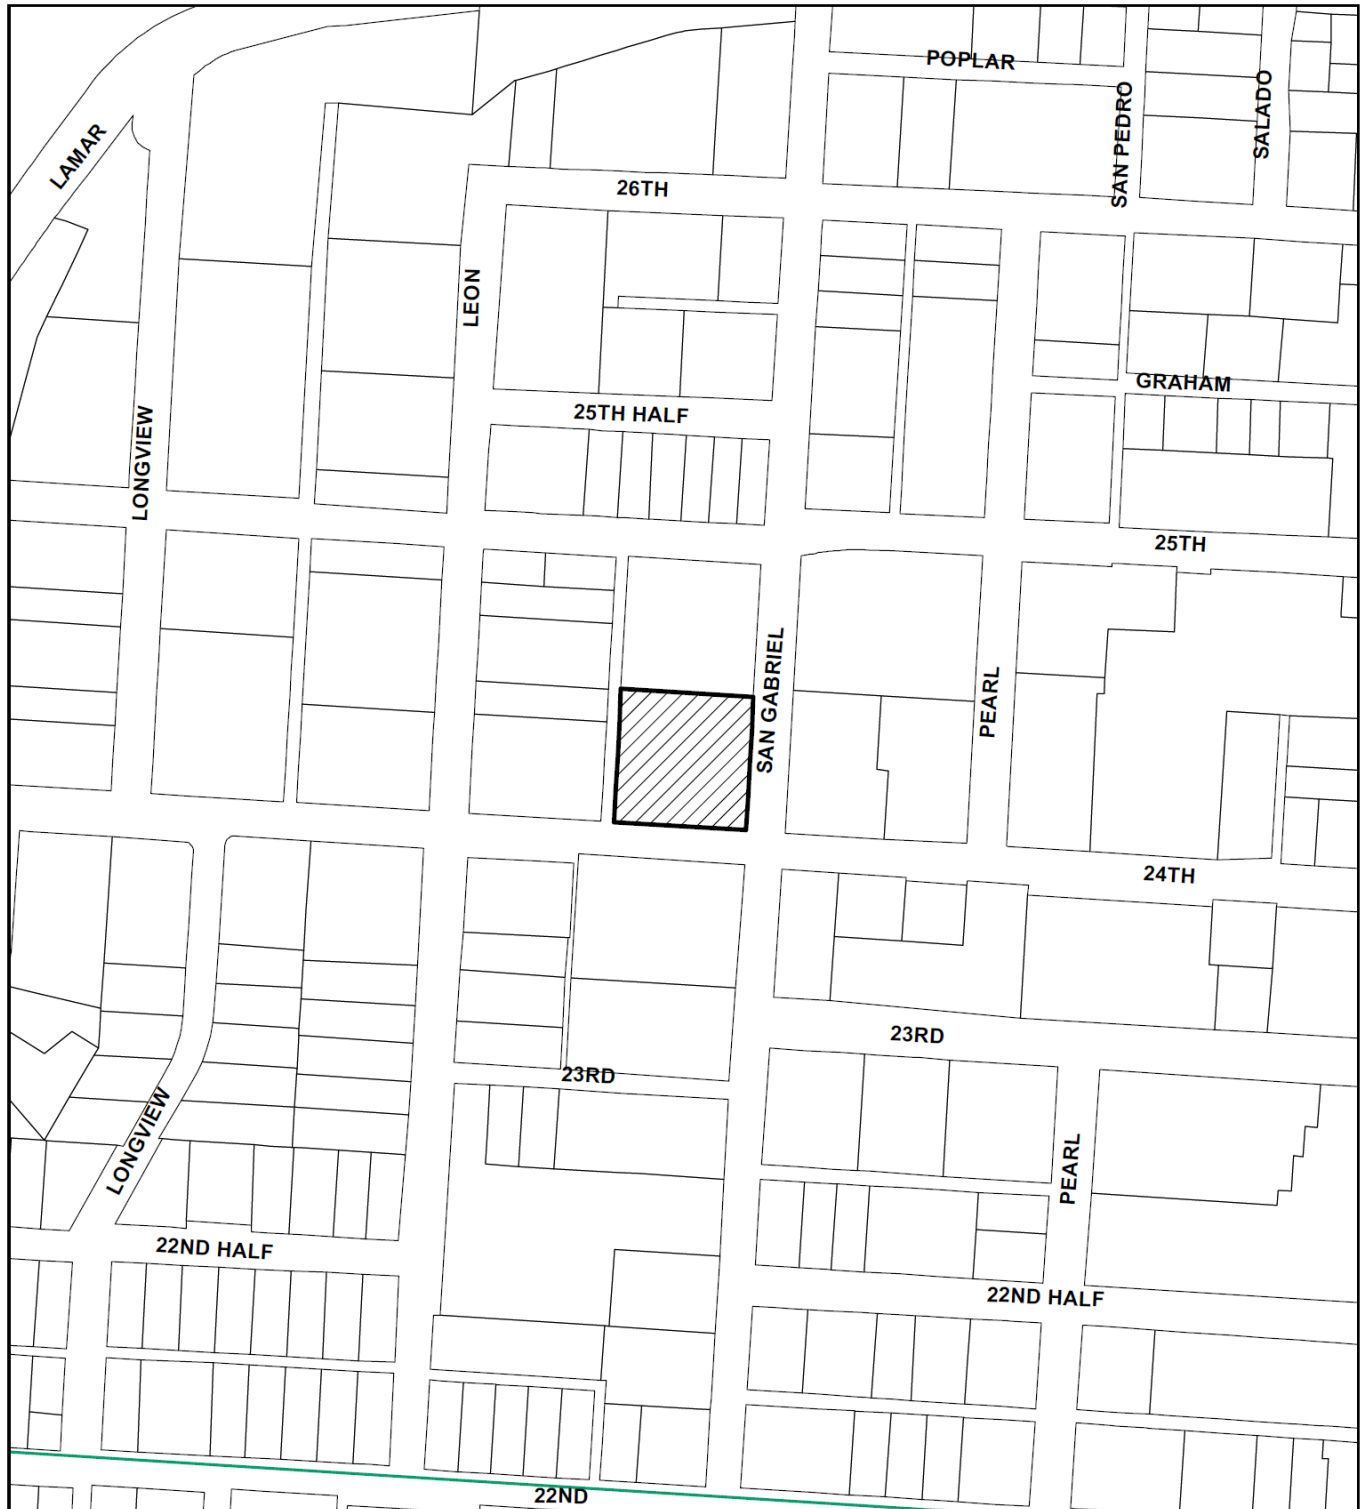 POPLAR
SAN PEDRO
SALADO
LAMAR
26TH
LEON
GRAHAM
25TH HALF
LONGVIEW
25TH
SAN GABRIEL
PEARL
24TH
23RD
23RD
LONGVIEW
PEARL
22ND HALF
22ND HALF
22ND